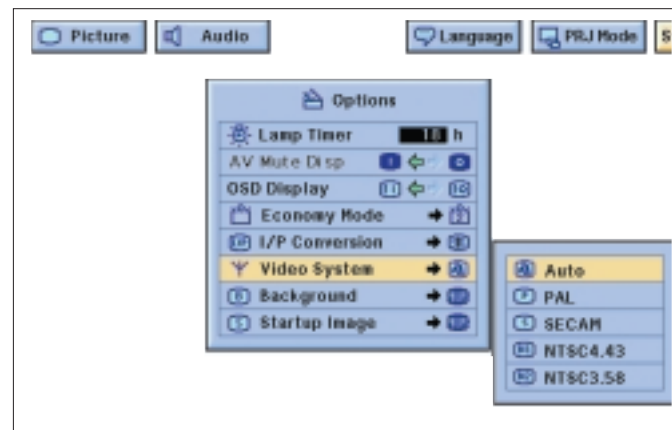 Picture
Audio
Language
PRJ Mode
S
Options
Lamp Timer 10 h
AV Mute Disp
OSD Display
Economy Mode
I/P Conversion
Video System
Background
Startup Image
Auto
PAL
SECAM
NTSC4.43
NTSC3.58